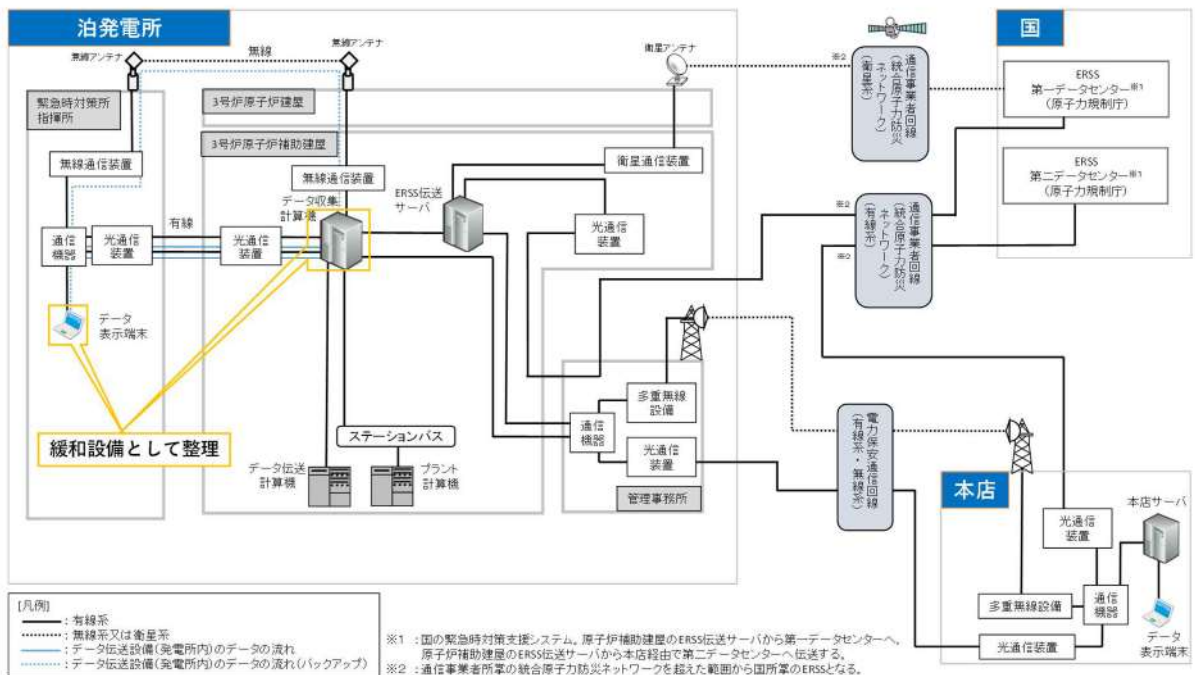 泊発電所
無線アンテナ
無線
無線アンテナ
衛星アンテナ
緊急時対策所
指揮所
3号炉原子炉建屋
3号炉原子炉補助建屋
無線通信装置
無線通信装置
データ収集
計算機
ERSS伝送
サーバ
衛星通信装置
光通信
装置
通信
機器
光通信
装置
有線
光通信
装置
データ
表示端末
緩和設備として整理
ステーションバス
データ伝送
計算機
プラント
計算機
通信
機器
多重無線
設備
光通信
装置
管理事務所
※2
通信事業者回線
(統合原子力防災
ネットワーク)
(衛星系)
※2
※2
通信事業者回線
(統合原子力防災
ネットワーク)
(有線系)
電力保安通信回線
(有線系・無線系)
国
ERSS
第一データセンター※1
(原子力規制庁)
ERSS
第二データセンター※1
(原子力規制庁)
本店
光通信
装置
本店サーバ
多重無線設備
通信
機器
光通信装置
データ
表示端末
[凡例]
:有線系
:無線系又は衛星系
:データ伝送設備(発電所内)のデータの流れ
:データ伝送設備(発電所内)のデータの流れ(バックアップ)
※1 :国の緊急時対策支援システム。原子炉補助建屋のERSS伝送サーバから第一データセンターへ、
原子炉補助建屋のERSS伝送サーバから本店経由で第二データセンターへ伝送する。
※2 :通信事業者所掌の統合原子力防災ネットワークを超えた範囲から国所掌のERSSとなる。